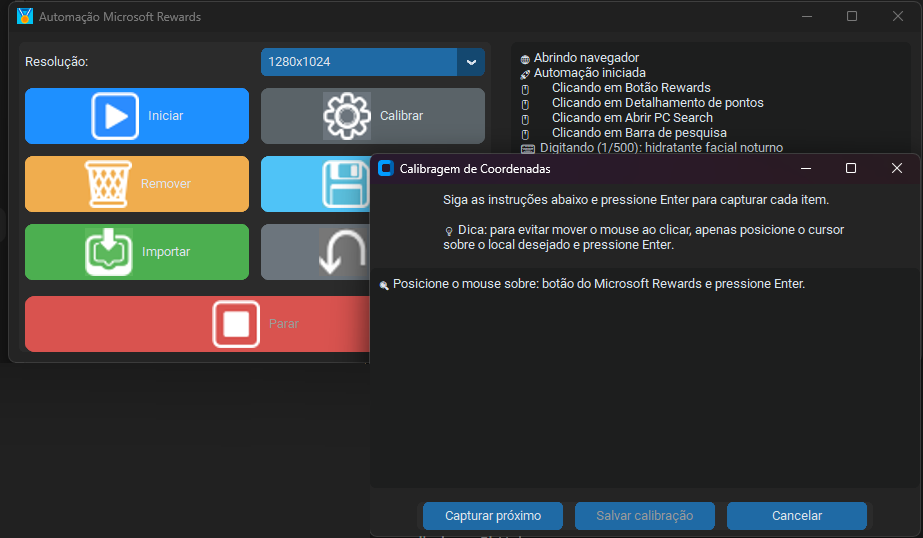 Automação Microsoft Rewards
Resolução:
1280x1024
Iniciar
Calibrar
Remover
Importar
Parar
Abrindo navegador
Automação iniciada
Clicando em Botão Rewards
Clicando em Detalhamento de pontos
Clicando em Abrir PC Search
Clicando em Barra de pesquisa
Digitando (1/500): hidratante facial noturno
Calibragem de Coordenadas
Siga as instruções abaixo e pressione Enter para capturar cada item.
Dica: para evitar mover o mouse ao clicar, apenas posicione o cursor
sobre o local desejado e pressione Enter.
Posicione o mouse sobre: botão do Microsoft Rewards e pressione Enter.
Capturar próximo
Salvar calibração
Cancelar